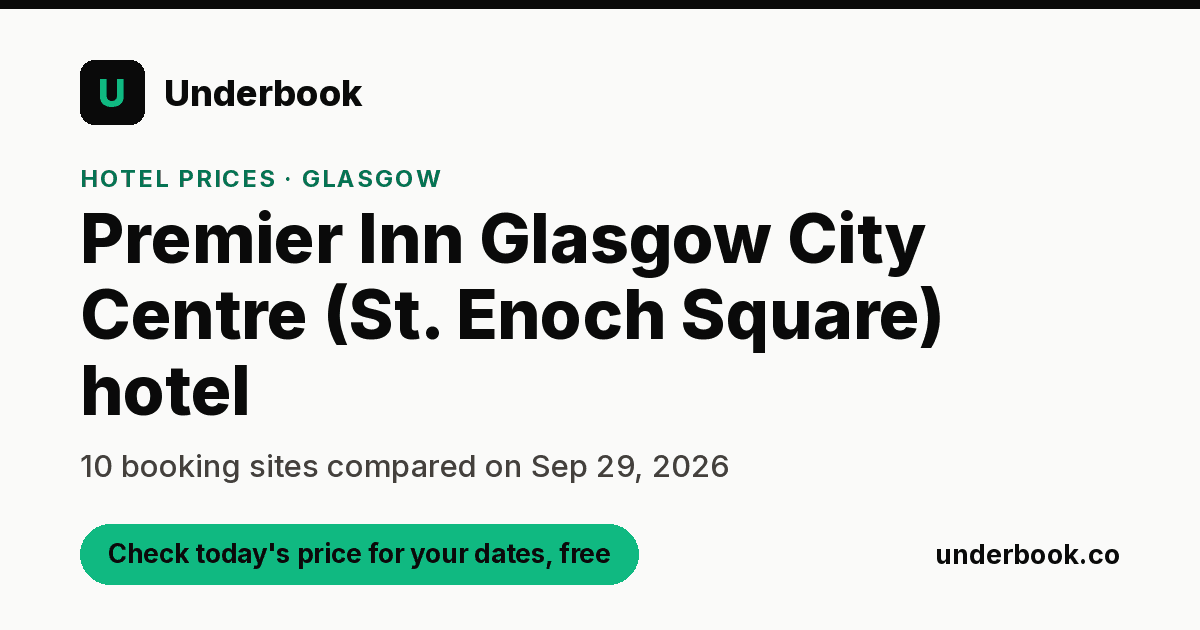 U Underbook
HOTEL PRICES · GLASGOW
Premier Inn Glasgow City
Centre (St. Enoch Square)
hotel
10 booking sites compared on Sep 29, 2026
Check today's price for your dates, free
underbook.co